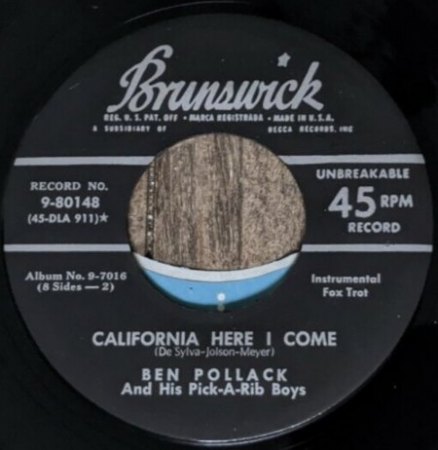 Brunswick
REG. U. S. PAT. OFF • MARCA REGISTRADA • MADE IN U.S.A.
A SUBSIDIARY OF DECCA RECORDS, INC
RECORD NO.
9-80148
(45-DLA 911)★
UNBREAKABLE
45 RPM
RECORD
Album No. 9-7016
(8 Sides — 2)
Instrumental
Fox Trot
CALIFORNIA HERE I COME
(De Sylva-Jolson-Meyer)
BEN POLLACK
And His Pick-A-Rib Boys